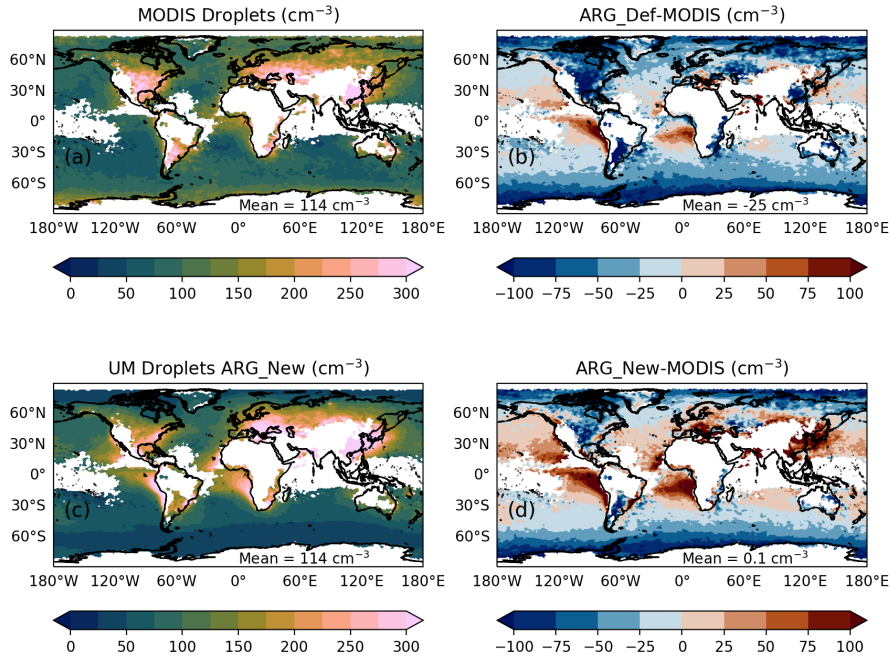 MODIS Droplets (cm⁻³)
ARG_Def-MODIS (cm⁻³)
60°N
30°N
0°
30°S
60°S
(a)
Mean = 114 cm⁻³
180°W 120°W 60°W 0° 60°E 120°E 180°E
60°N
30°N
0°
30°S
60°S
(b)
Mean = -25 cm⁻³
180°W 120°W 60°W 0° 60°E 120°E 180°E
0 50 100 150 200 250 300
−100 −75 −50 −25 0 25 50 75 100
UM Droplets ARG_New (cm⁻³)
ARG_New-MODIS (cm⁻³)
60°N
30°N
0°
30°S
60°S
(c)
Mean = 114 cm⁻³
180°W 120°W 60°W 0° 60°E 120°E 180°E
60°N
30°N
0°
30°S
60°S
(d)
Mean = 0.1 cm⁻³
180°W 120°W 60°W 0° 60°E 120°E 180°E
0 50 100 150 200 250 300
−100 −75 −50 −25 0 25 50 75 100